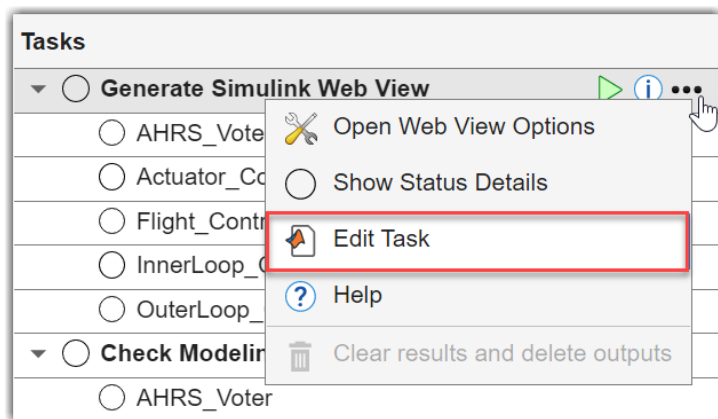 Tasks
Generate Simulink Web View
AHRS_Vote
Open Web View Options
Actuator_Co
Show Status Details
Flight_Contr
Edit Task
InnerLoop_
Help
OuterLoop_
Check Modelin
Clear results and delete outputs
AHRS_Voter